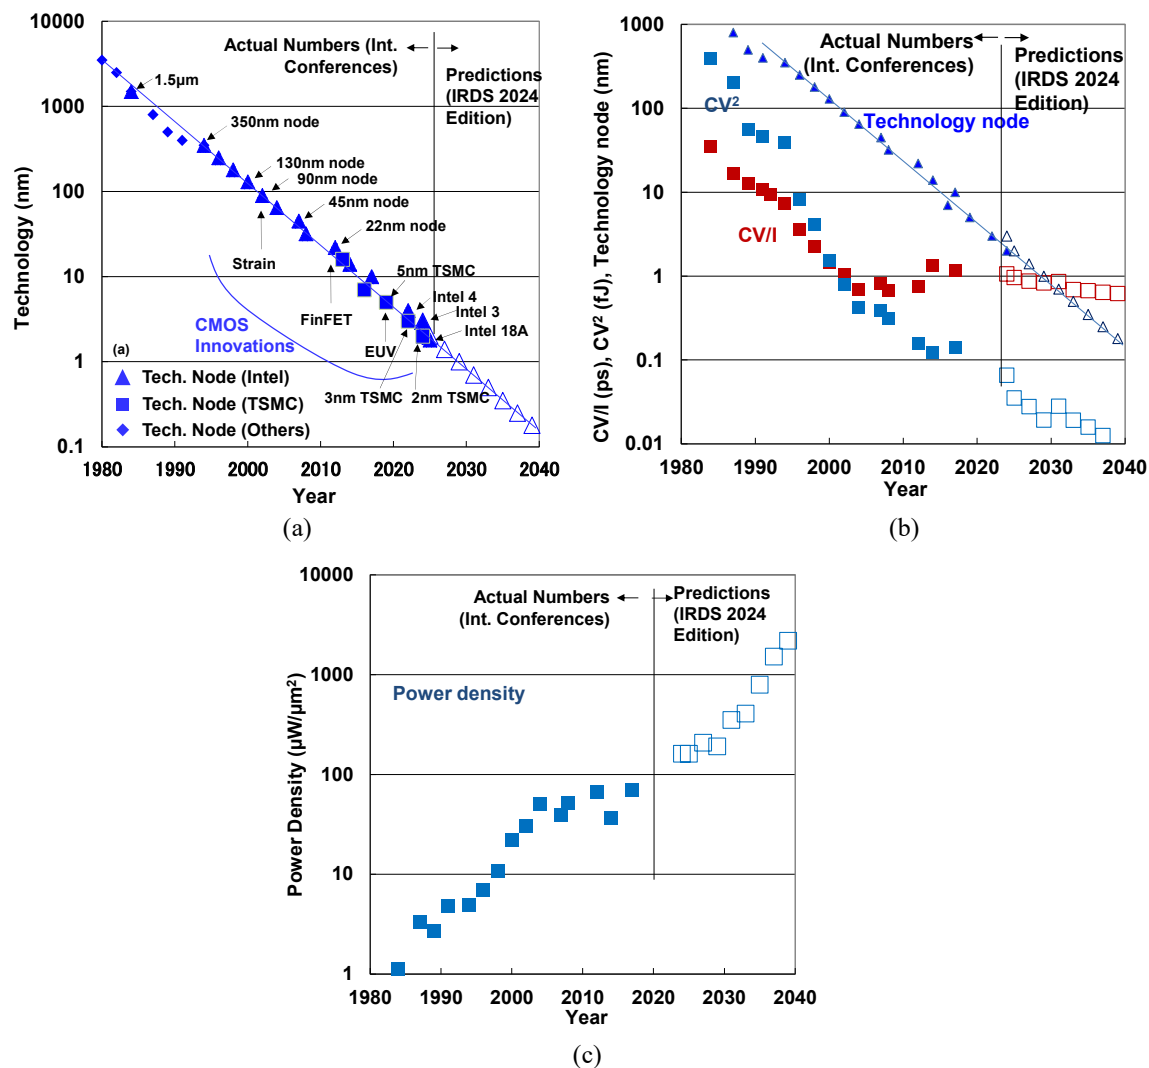 10000
1000
100
10
1
0.1
Technology (nm)
Actual Numbers (Int.
Conferences)
Predictions
(IRDS 2024
Edition)
1.5µm
350nm node
130nm node
90nm node
45nm node
22nm node
5nm TSMC
Intel 4
Intel 3
Intel 18A
Strain
FinFET
EUV
3nm TSMC
2nm TSMC
CMOS
Innovations
(a)
Tech. Node (Intel)
Tech. Node (TSMC)
Tech. Node (Others)
1980 1990 2000 2010 2020 2030 2040
Year
(a)
1000
100
10
1
0.1
0.01
CV/I (ps), CV² (fJ), Technology node (nm)
Actual Numbers
(Int. Conferences)
Predictions
(IRDS 2024
Edition)
CV²
Technology node
CV/I
1980 1990 2000 2010 2020 2030 2040
Year
(b)
10000
1000
100
10
1
Power Density (µW/µm²)
Actual Numbers
(Int. Conferences)
Predictions
(IRDS 2024
Edition)
Power density
1980 1990 2000 2010 2020 2030 2040
Year
(c)